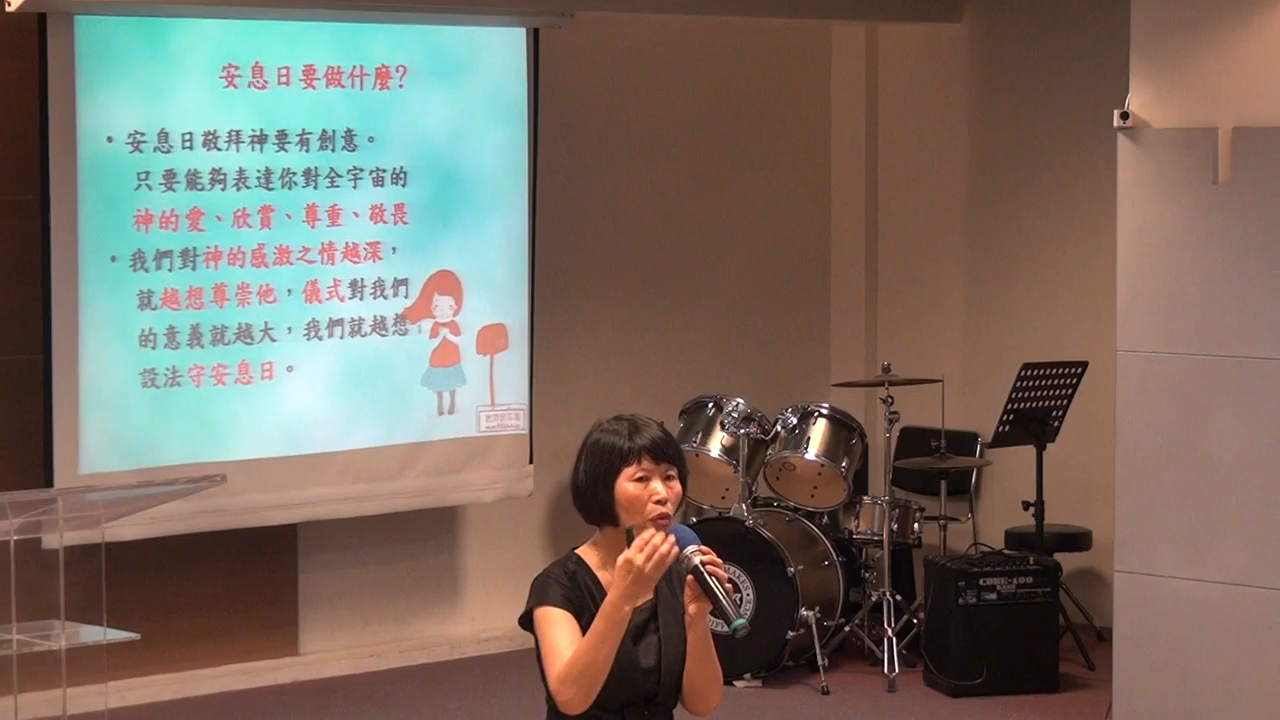 安息日要做什麼?
•安息日敬拜神要有創意。
只要能夠表達你對全宇宙的
神的愛、欣賞、尊重、敬畏
•我們對神的感激之情越深，
就越想尊崇他，儀式對我們
的意義就越大，我們就越想
設法守安息日。
CUBE-100
BASS